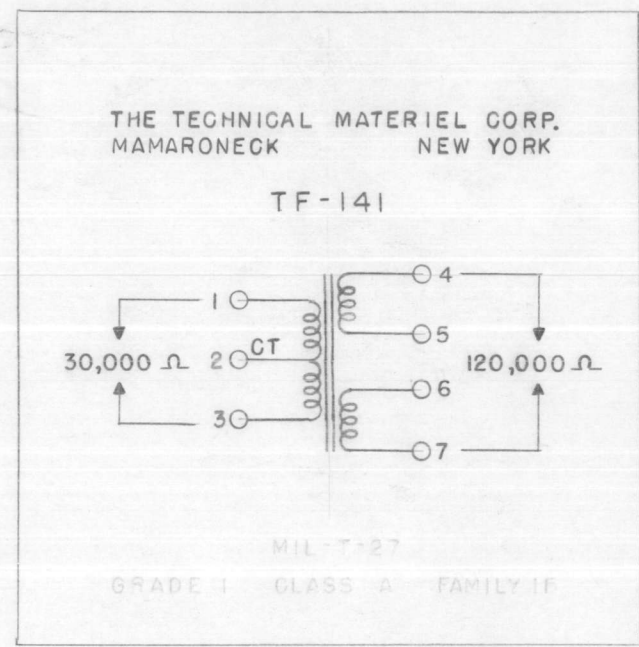 THE TECHNICAL MATERIEL CORP.
MAMARONECK NEW YORK
TF-141
1
2 CT
3
30,000 Ω
4
5
6
7
120,000 Ω
MIL-T-27
GRADE 1 CLASS A FAMILY